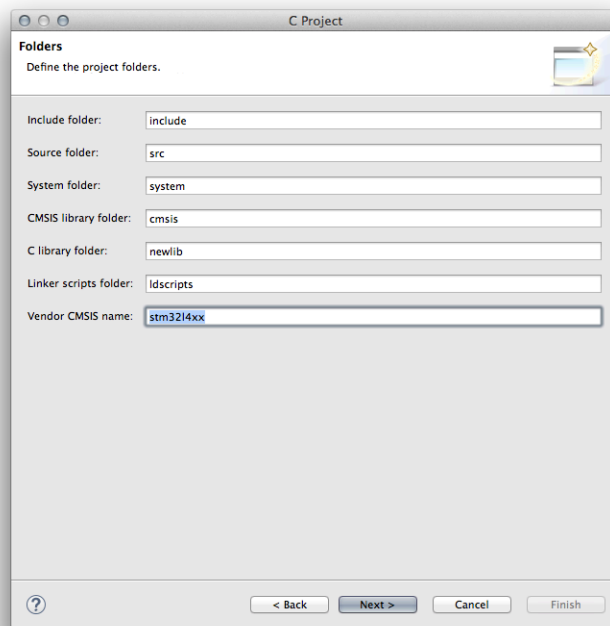 C Project
Folders
Define the project folders.
Include folder: include
Source folder: src
System folder: system
CMSIS library folder: cmsis
C library folder: newlib
Linker scripts folder: ldscripts
Vendor CMSIS name: stm32l4xx
? < Back Next > Cancel Finish